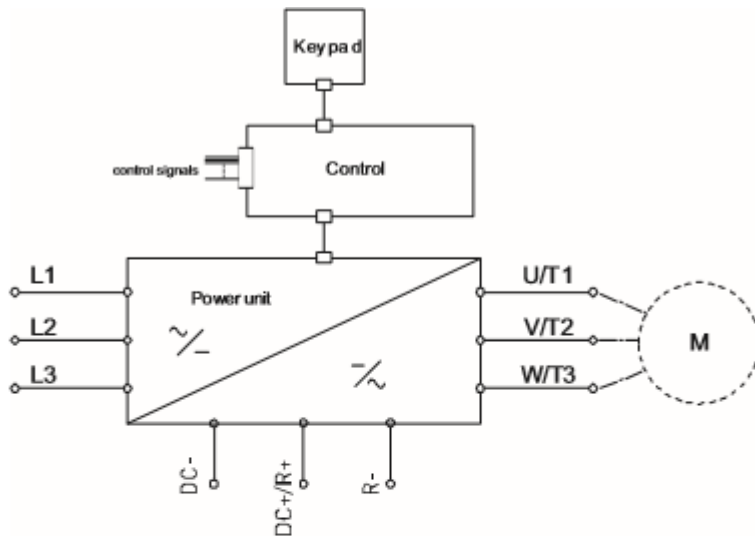 Keypad
control signals
Control
L1
U/T1
Power unit
L2
V/T2
M
L3
W/T3
DC-
DC+/R+
R-